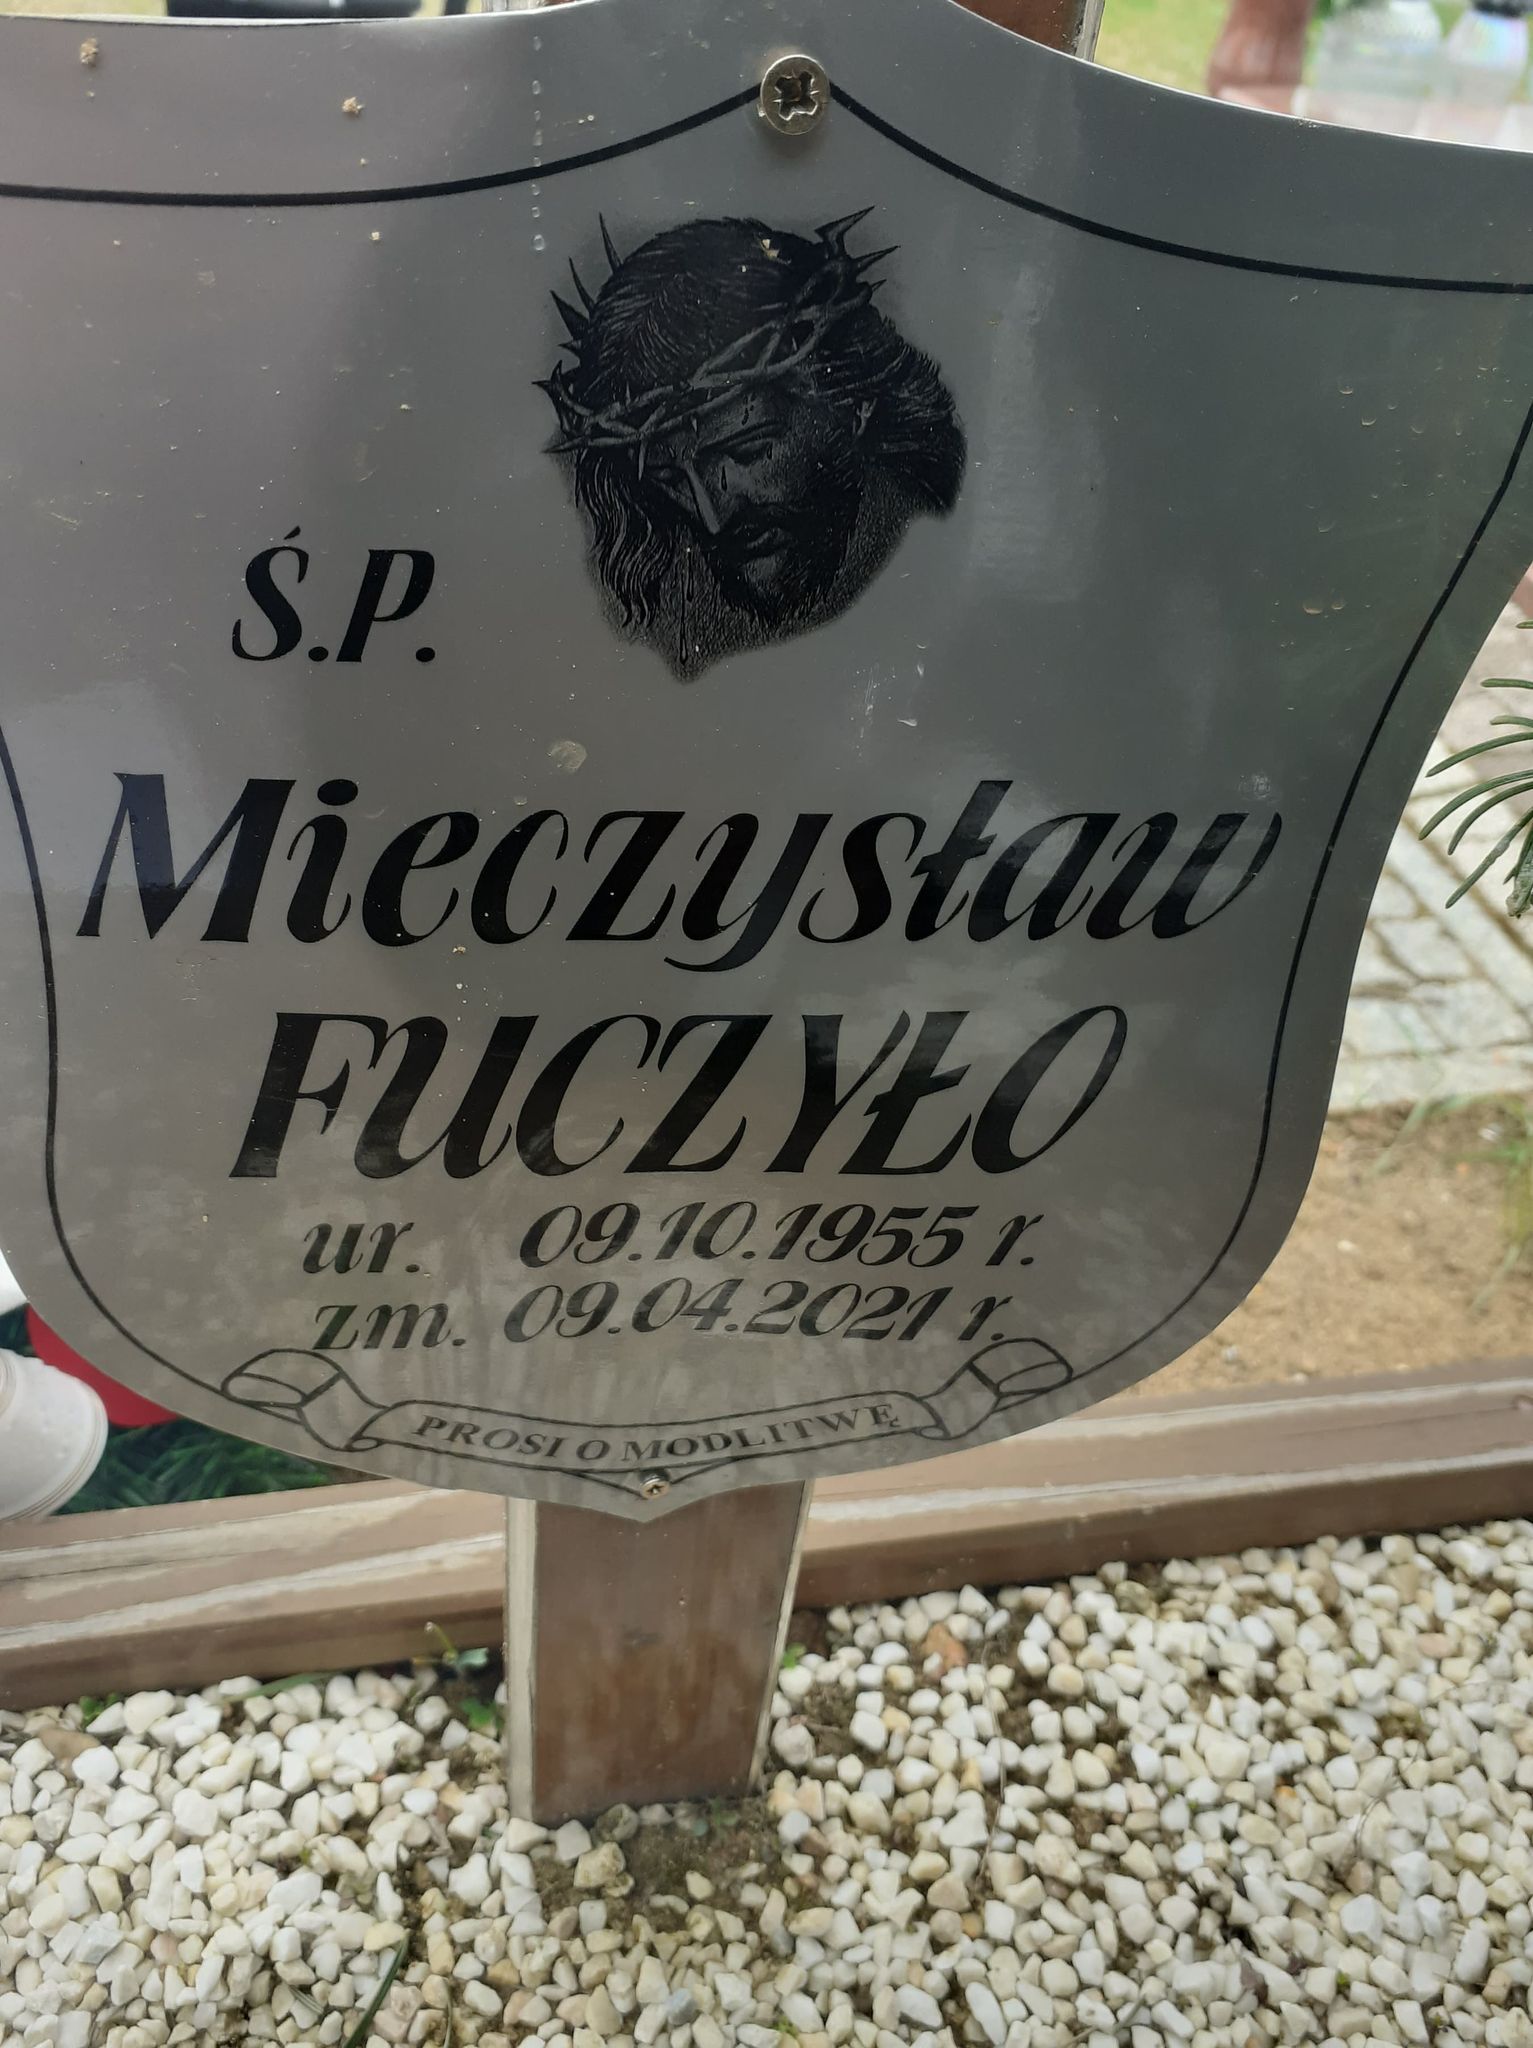 Ś.P.
Mieczysław
FUCZYŁO
ur. 09.10.1955 r.
zm. 09.04.2021 r.
PROSI O MODLITWĘ